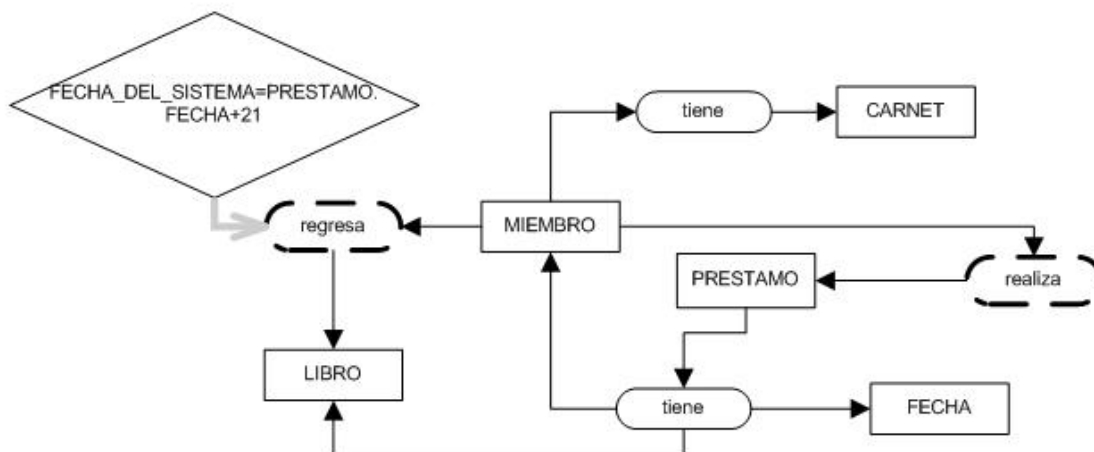 FECHA_DEL_SISTEMA=PRESTAMO.
FECHA+21
tiene
CARNET
regresa
MIEMBRO
PRESTAMO
realiza
LIBRO
tiene
FECHA